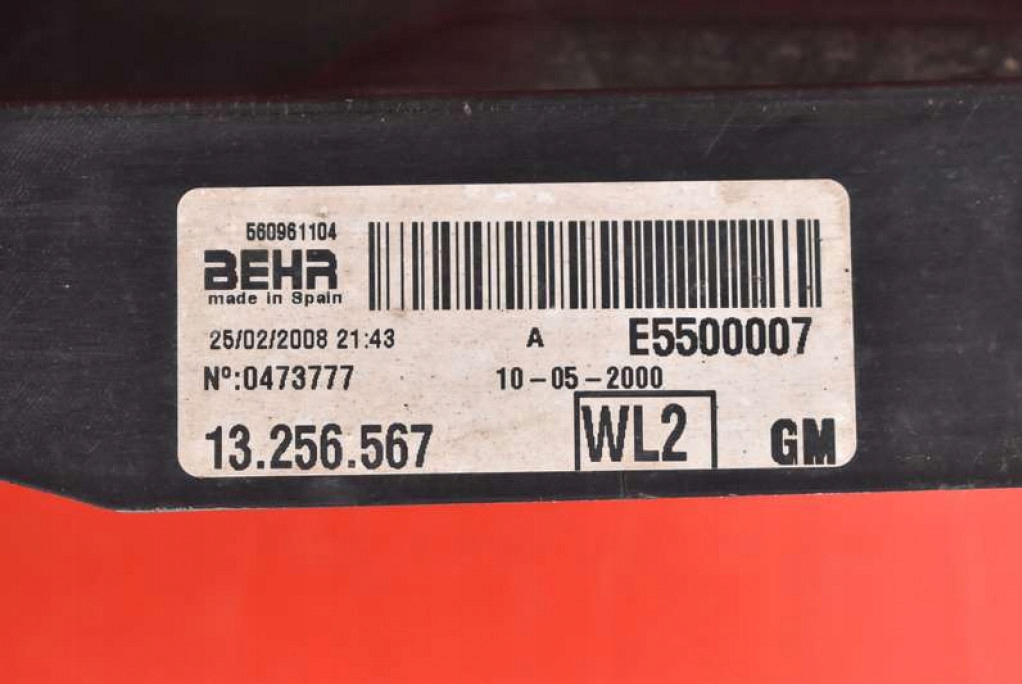 560961104
BEHR
made in Spain
25/02/2008 21:43 A E5500007
Nº:0473777 10-05-2000
13.256.567 WL2 GM